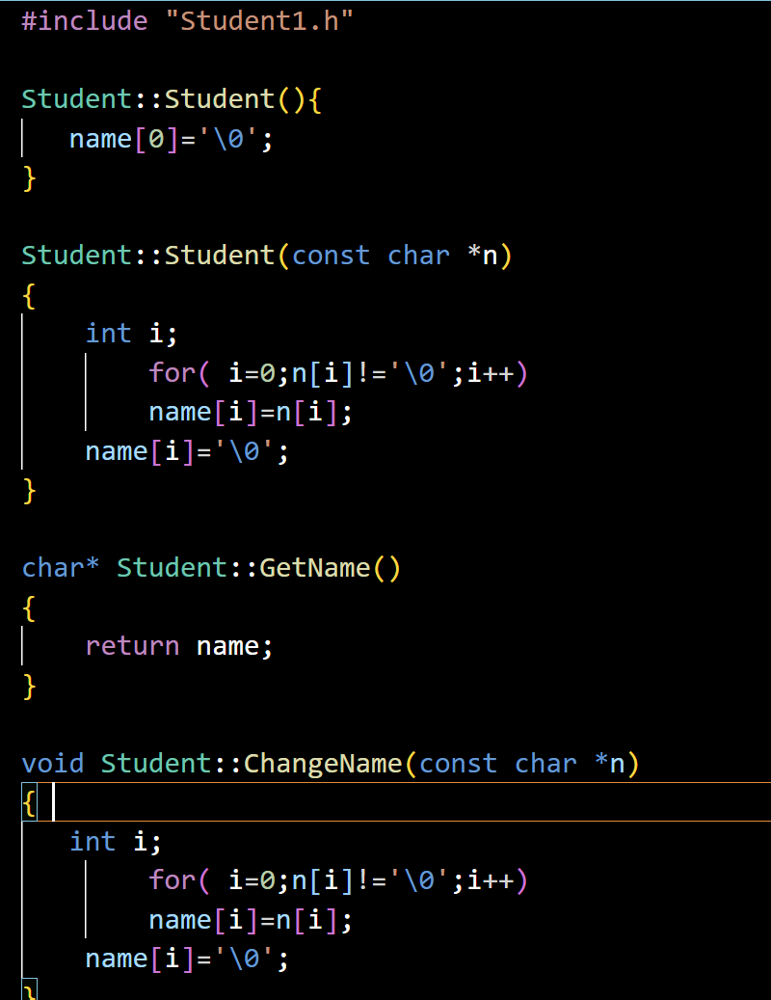 #include "Student1.h"
Student::Student(){
name[0]='\0';
}
Student::Student(const char *n)
{
int i;
for( i=0;n[i]!='\0';i++)
name[i]=n[i];
name[i]='\0';
}
char* Student::GetName()
{
return name;
}
void Student::ChangeName(const char *n)
{
int i;
for( i=0;n[i]!='\0';i++)
name[i]=n[i];
name[i]='\0';
}